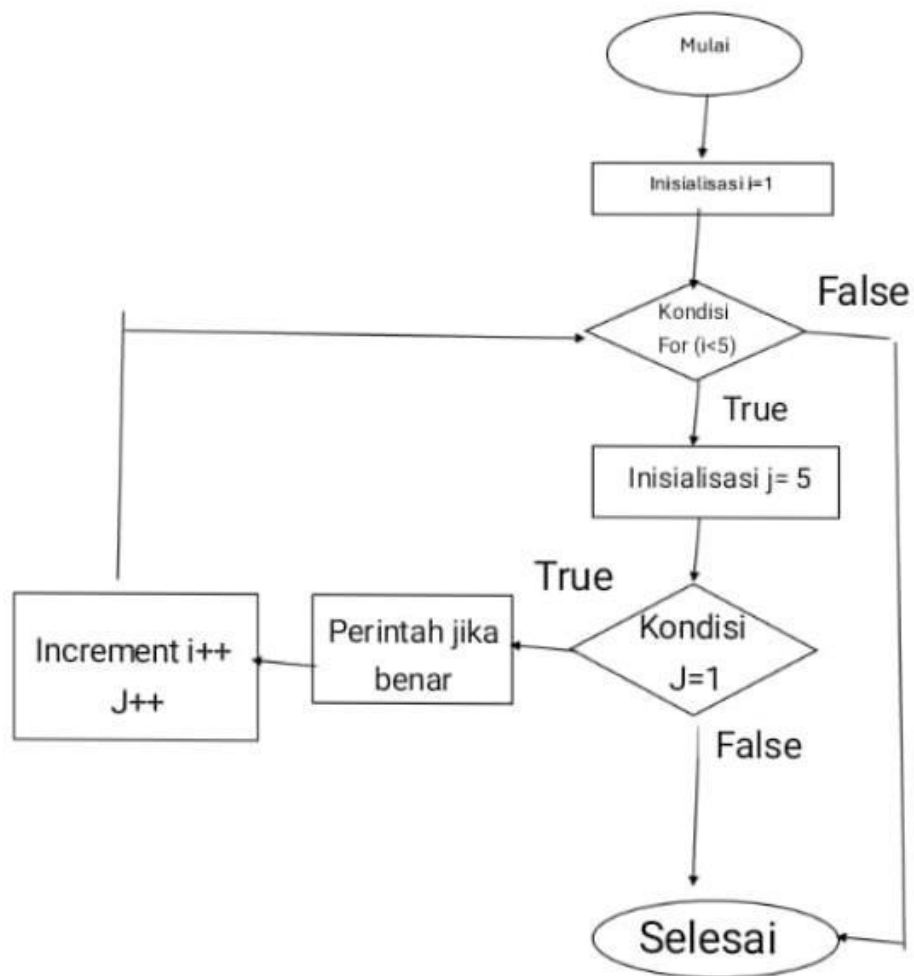 Mulai
Inisialisasi i=1
Kondisi
For (i<5)
False
True
Inisialisasi j= 5
True
Kondisi
J=1
Perintah jika
benar
Increment i++
J++
False
Selesai